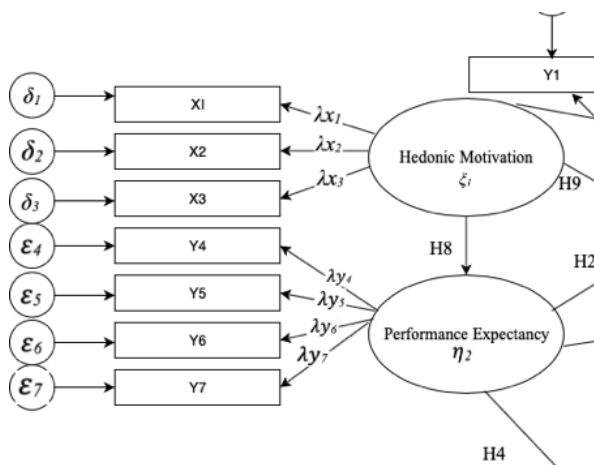 Y1
δ1
XI
λx1
δ2
X2
λx2
Hedonic Motivation
ξ1
δ3
X3
λx3
H9
ε4
Y4
H8
H2
ε5
Y5
λy4
λy5
ε6
Y6
λy6
Performance Expectancy
η2
ε7
Y7
λy7
H4